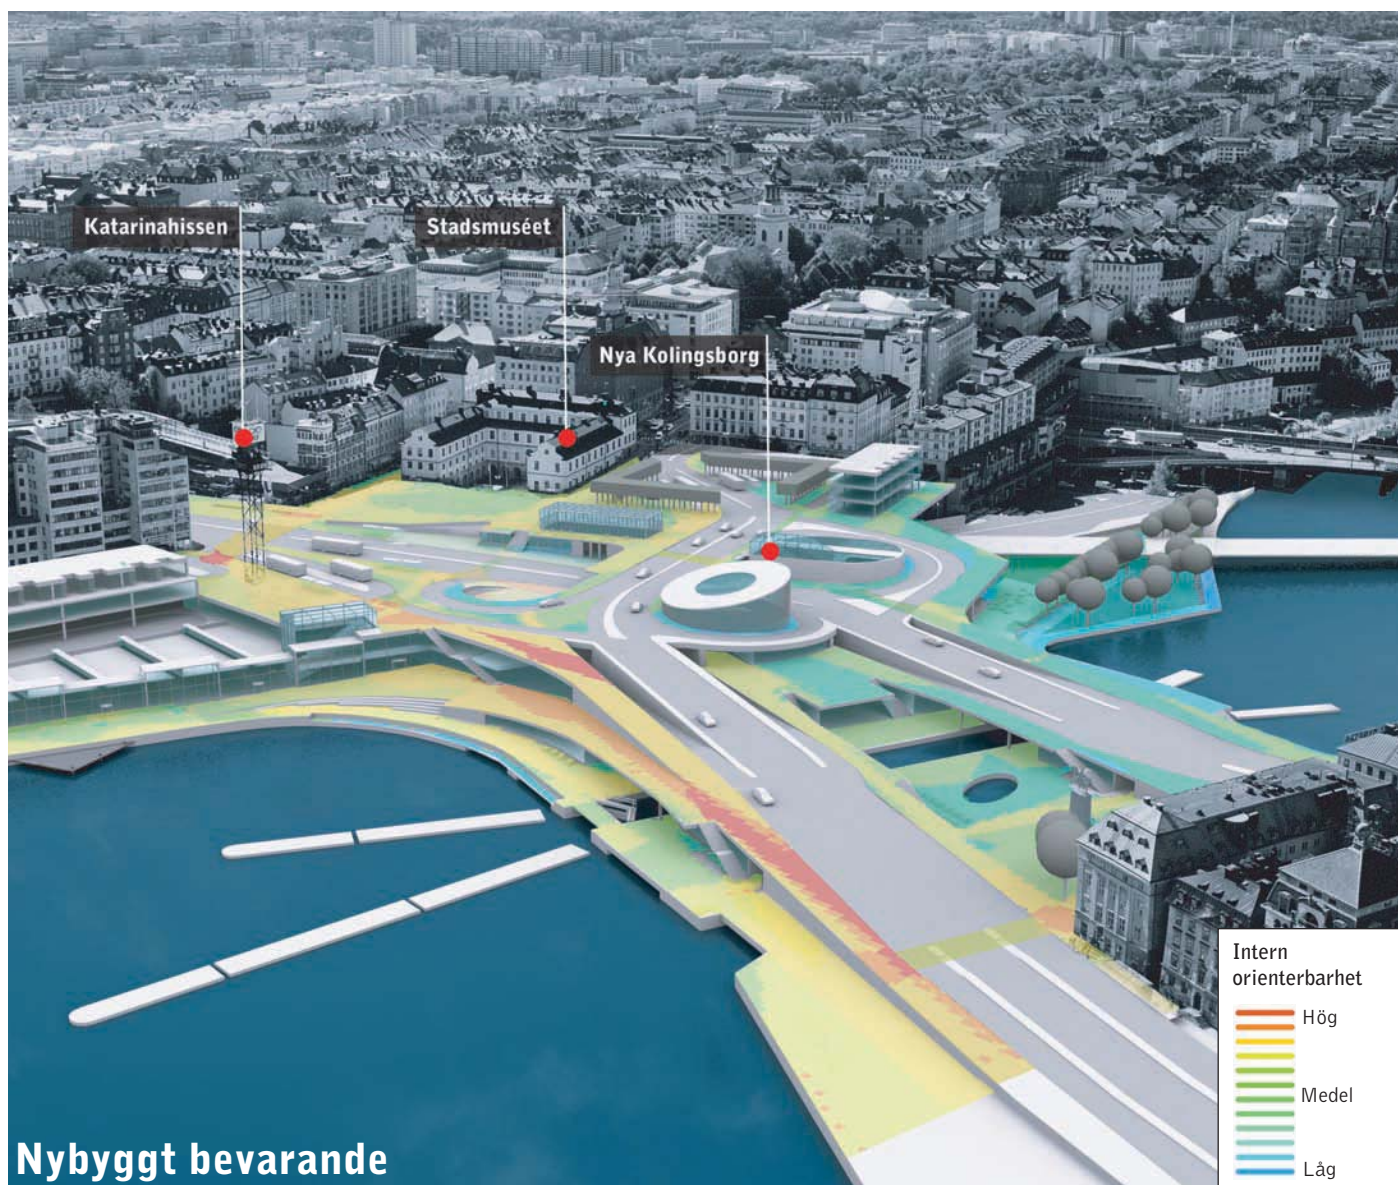 Katarinahissen
Stadsmuséet
Nya Kolingsborg
Intern
orienterbarhet
Hög
Medel
Låg
Nybyggt bevarande